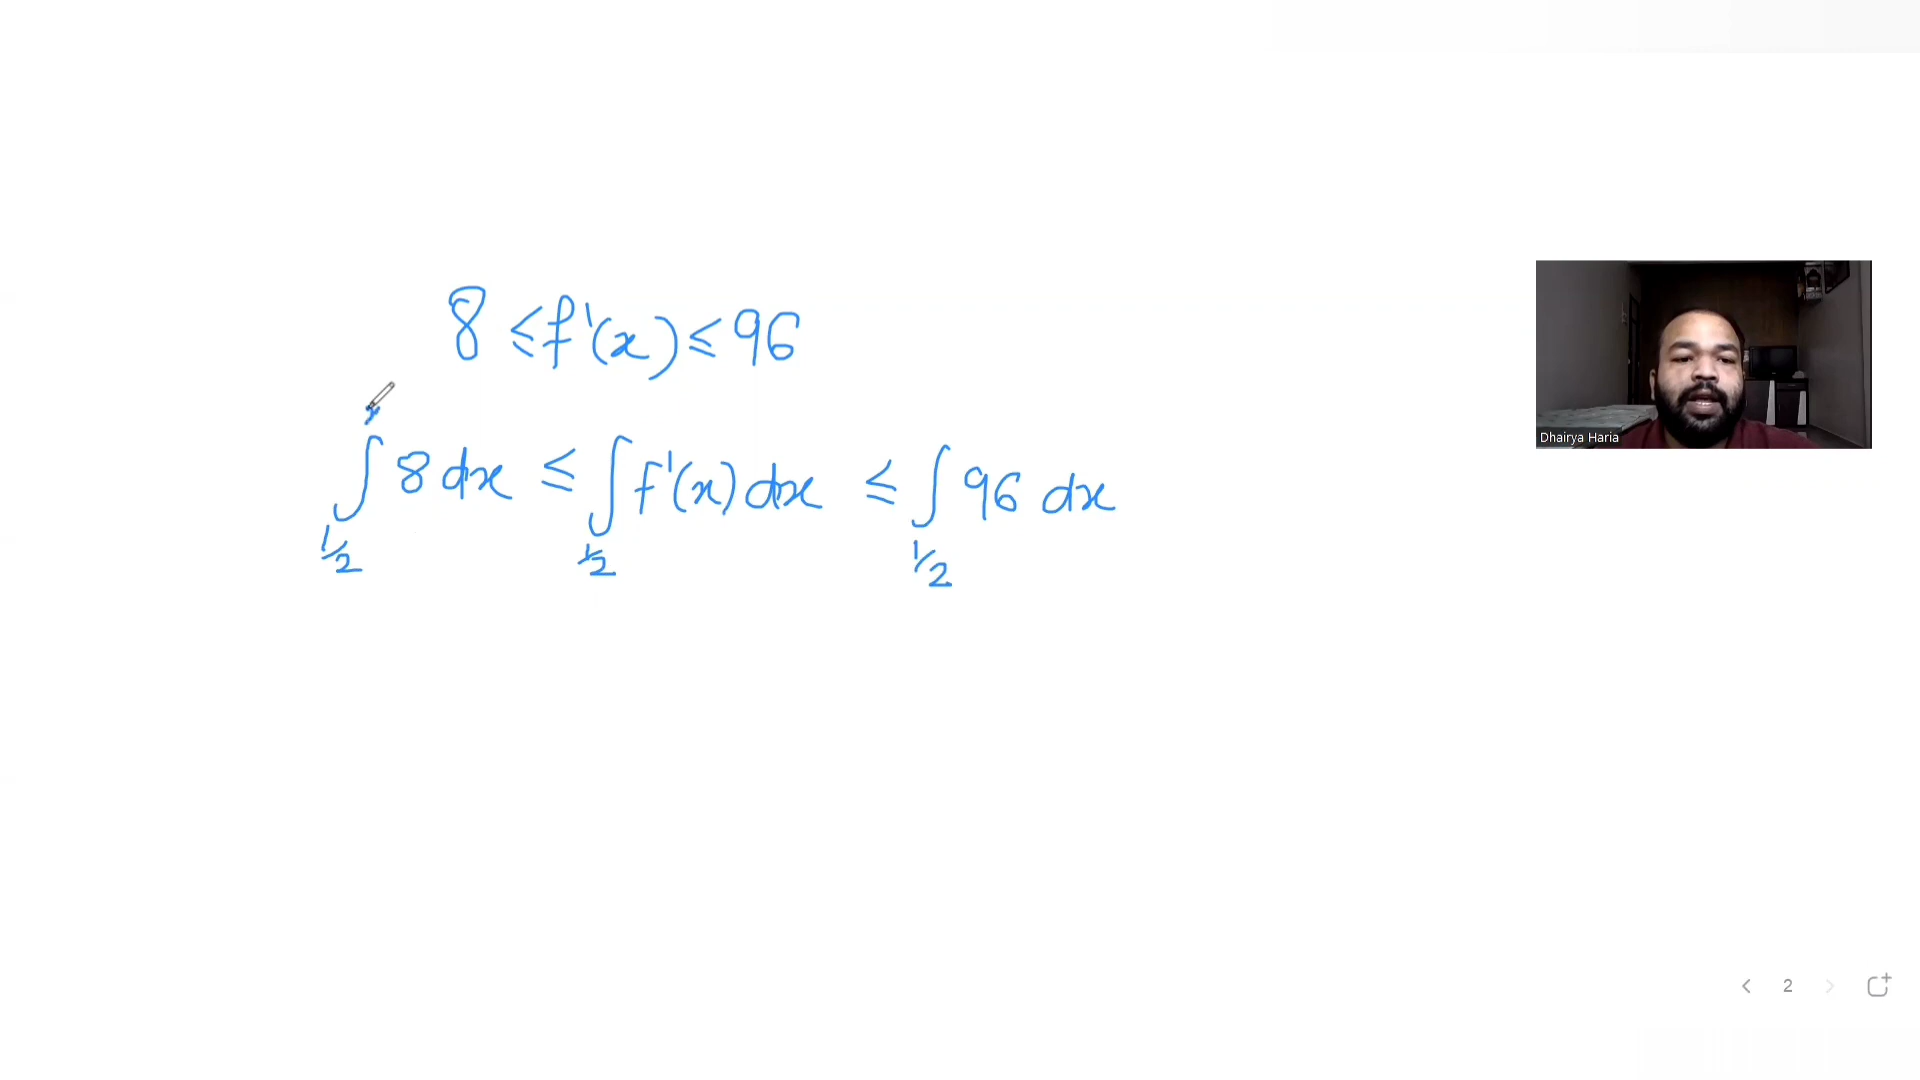 8 ≤ f'(x) ≤ 96
x
∫ 8 dx ≤ ∫ f'(x) dx ≤ ∫ 96 dx
1/2 1/2 1/2
Dhairya Haria
2